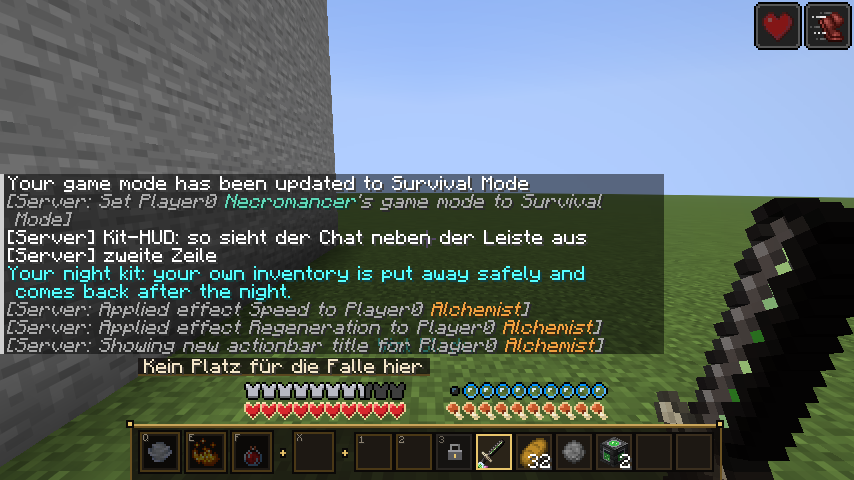 Your game mode has been updated to Survival Mode
[Server: Set Player0 Necromancer's game mode to Survival
Mode]
[Server] Kit-HUD: so sieht der Chat neben der Leiste aus
[Server] zweite Zeile
Your night kit: your own inventory is put away safely and
comes back after the night.
[Server: Applied effect Speed to Player0 Alchemist]
[Server: Applied effect Regeneration to Player0 Alchemist]
[Server: Showing new actionbar title for Player0 Alchemist]
Kein Platz für die Falle hier
Q E F X 1 2 3 32 2